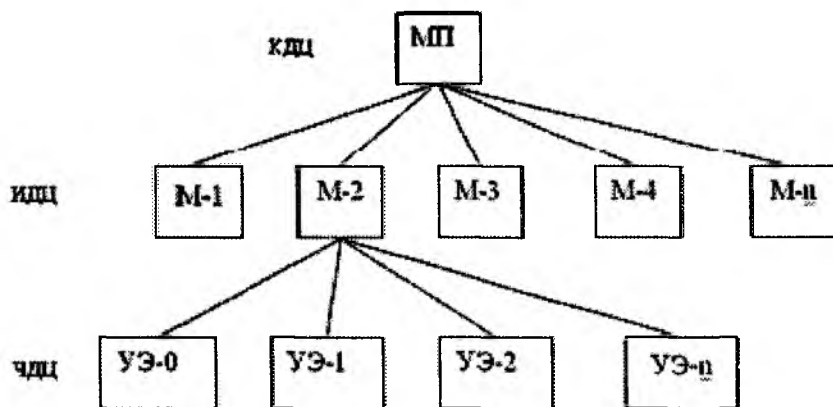 КДЦ МП
ИДЦ М-1 М-2 М-3 М-4 М-n
ЧДЦ УЭ-0 УЭ-1 УЭ-2 УЭ-n